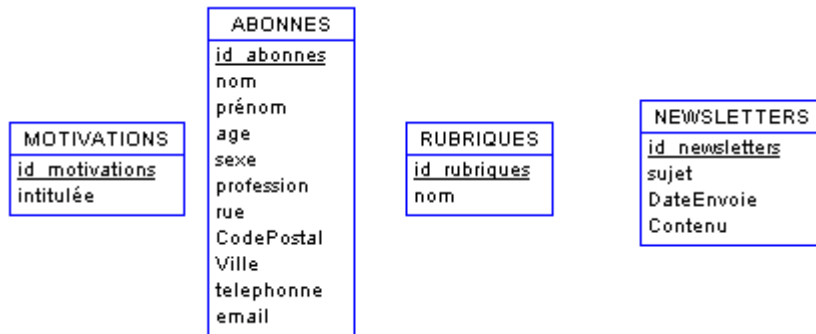 MOTIVATIONS
id_motivations
intitulée
ABONNES
id_abonnes
nom
prénom
age
sexe
profession
rue
CodePostal
Ville
telephonne
email
RUBRIQUES
id_rubriques
nom
NEWSLETTERS
id_newsletters
sujet
DateEnvoie
Contenu